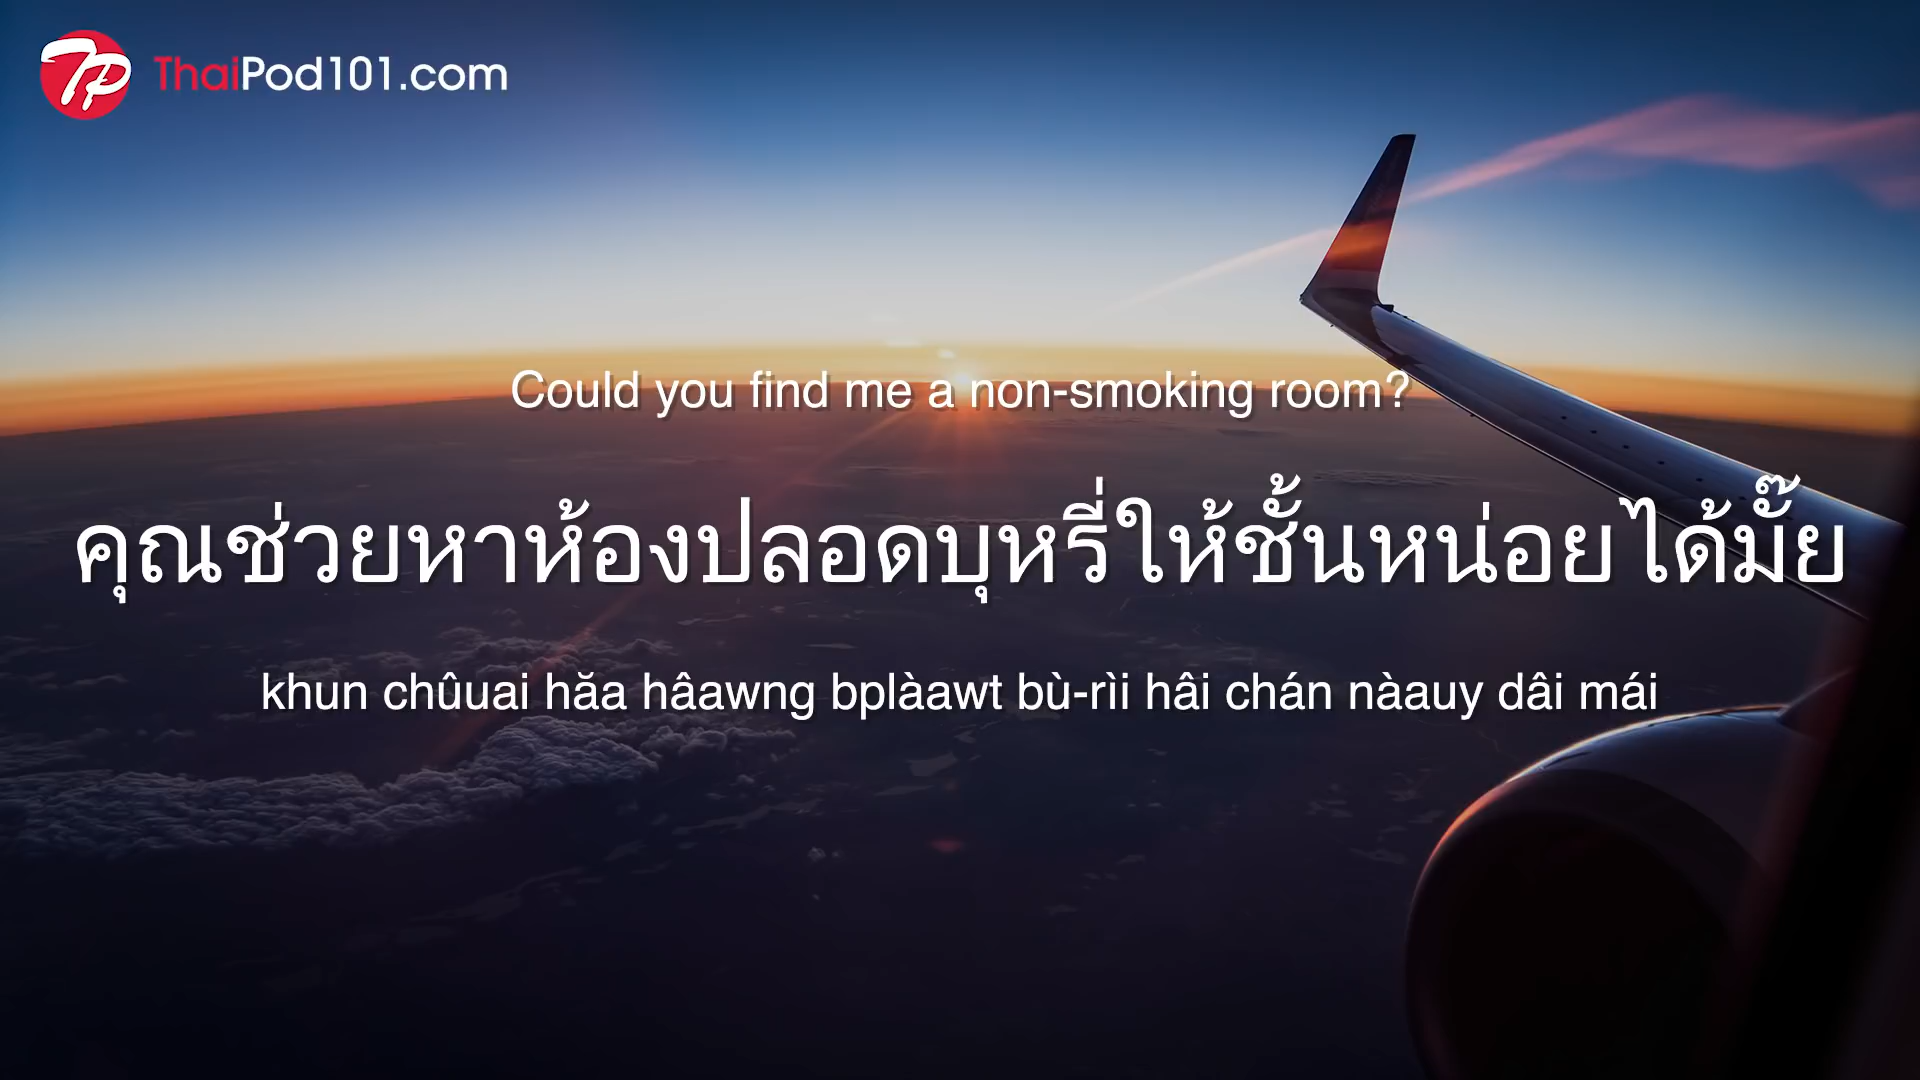 ThaiPod101.com
Could you find me a non-smoking room?
คุณช่วยหาห้องปลอดบุหรี่ให้ชั้นหน่อยได้มั๊ย
khun chûuai hăa hâawng bplàawt bù-rìi hâi chán nàauy dâi mái